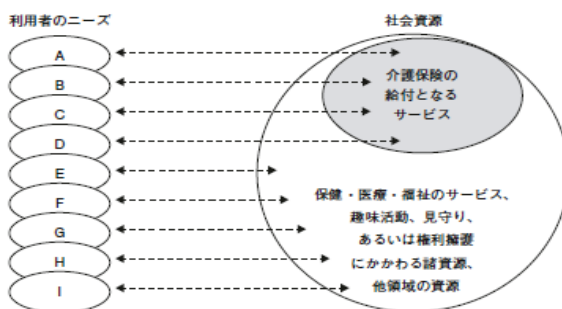 利用者のニーズ
社会資源
A
B
C
D
E
F
G
H
I
介護保険の
給付となる
サービス
保健・医療・福祉のサービス、
趣味活動、見守り、
あるいは権利擁護
にかかわる諸資源、
他領域の資源